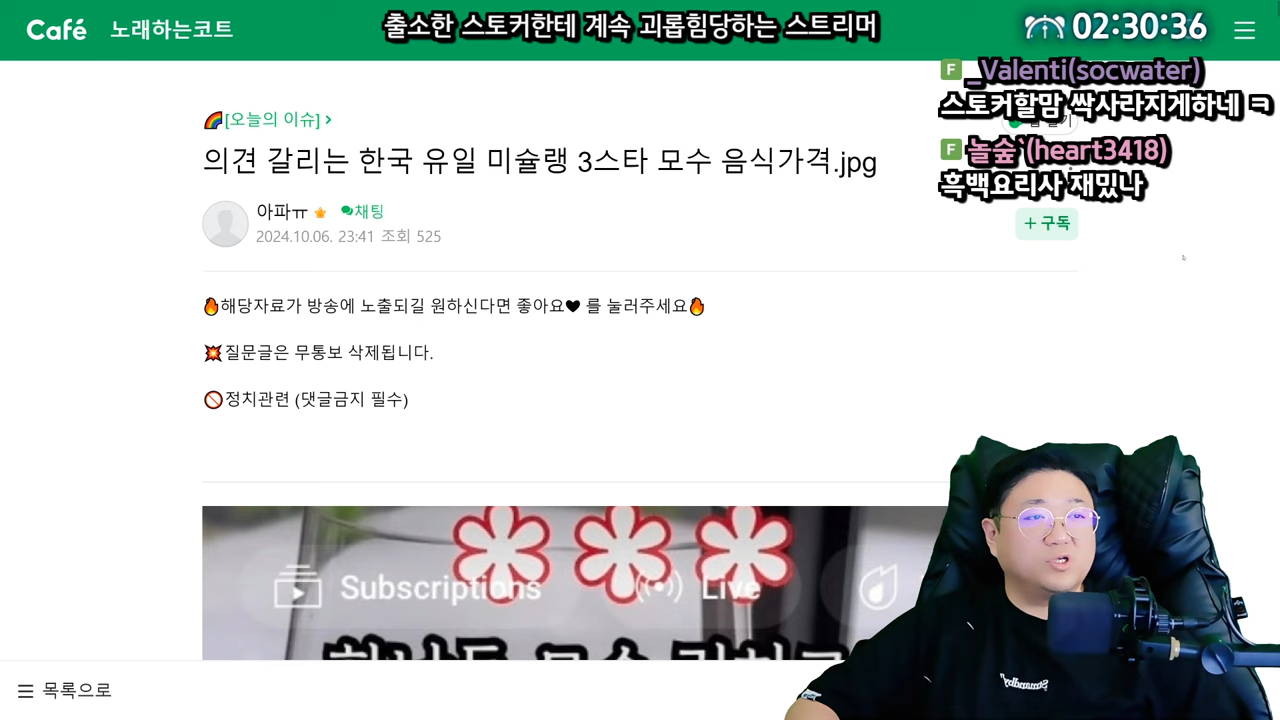 Café 노래하는코트
출소한 스토커한테 계속 괴롭힘당하는 스트리머
02:30:36
F _Valenti(socwater)
스토커할맘 싹사라지게하네 ㅋ
F 놀숲`(heart3418)
흑백요리사 재밌나
🌈[오늘의 이슈] >
의견 갈리는 한국 유일 미슐랭 3스타 모수 음식가격.jpg
아파ㅠ 채팅
2024.10.06. 23:41 조회 525
+ 구독
🔥해당자료가 방송에 노출되길 원하신다면 좋아요🖤 를 눌러주세요🔥
💥질문글은 무통보 삭제됩니다.
🚫정치관련 (댓글금지 필수)
Subscriptions Live
목록으로